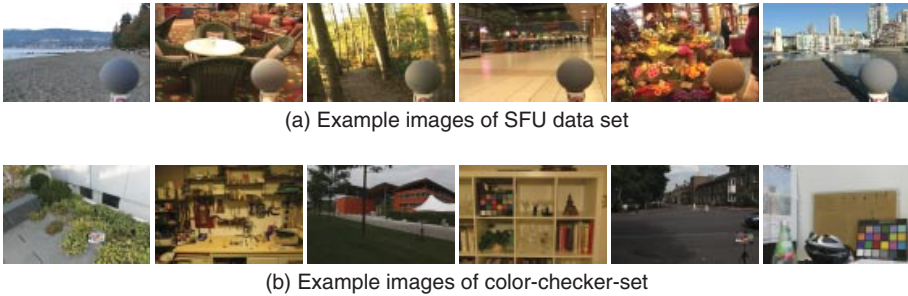 (a) Example images of SFU data set
(b) Example images of color-checker-set